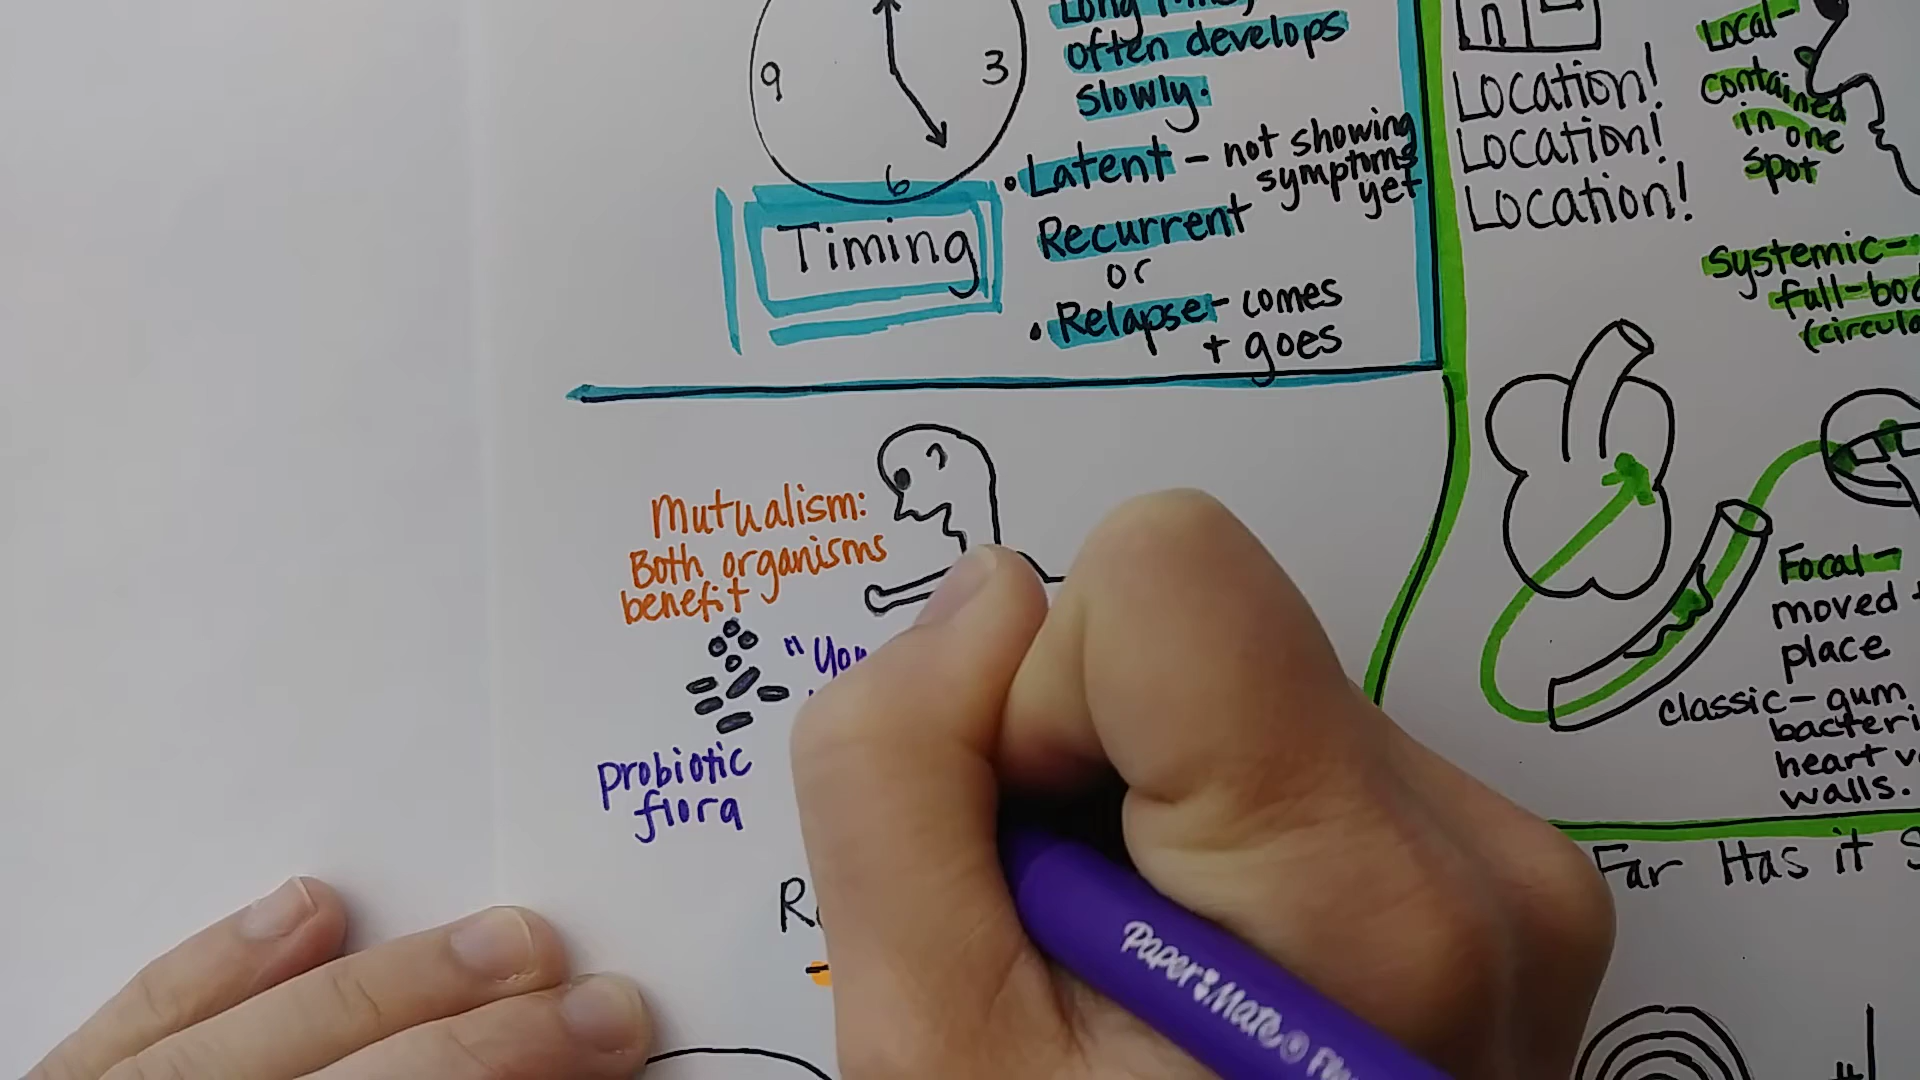 Long time,
often develops
slowly.
9
3
6
Timing
• Latent - not showing
symptoms
yet
Recurrent
or
• Relapse - comes
+ goes
Location!
Location!
Location!
Local-
contained
in one
spot
Systemic-
full-
Focal-
moved
place
classic - gum
heart
walls.
Mutualism:
Both organisms
benefit
"You
probiotic
flora
Far Has it
Paper Mate